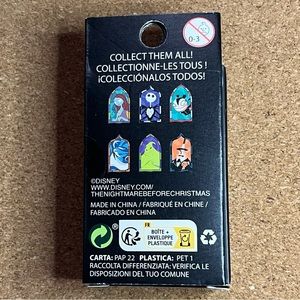 0-3
COLLECT THEM ALL!
COLLECTIONNE-LES TOUS !
¡COLECCIÓNALOS TODOS!
©DISNEY
WWW.DISNEY.COM/
THENIGHTMAREBEFORECHRISTMAS
MADE IN CHINA / FABRIQUÉ EN CHINE /
FABRICADO EN CHINA
FR
BOÎTE +
ENVELOPPE
PLASTIQUE
CARTA: PAP 22 PLASTICA: PET 1
RACCOLTA DIFFERENZIATA: VERIFICA LE
DISPOSIZIONI DEL TUO COMUNE